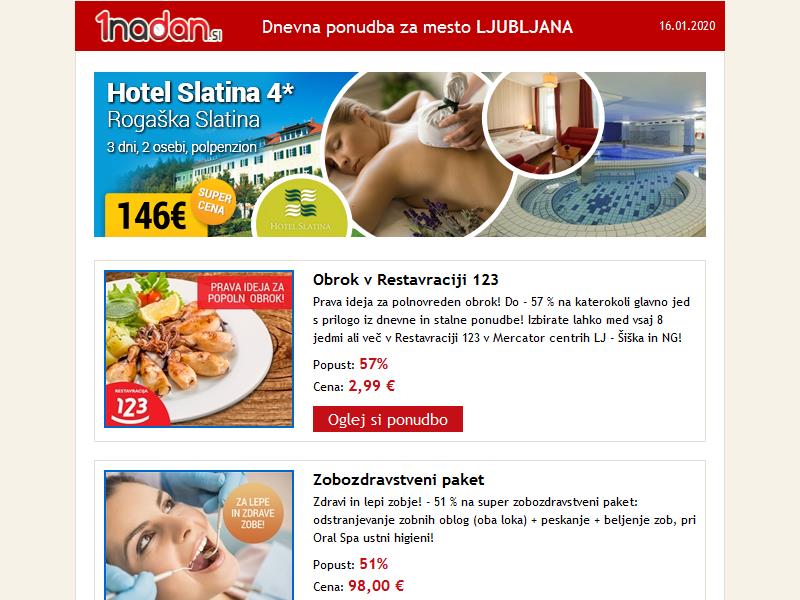 1nadan.si
Dnevna ponudba za mesto LJUBLJANA
16.01.2020
Hotel Slatina 4*
Rogaška Slatina
3 dni, 2 osebi, polpenzion
146€
SUPER
CENA
HOTEL SLATINA
PRAVA IDEJA ZA
POPOLN OBROK!
RESTAVRACIJA
123
Obrok v Restavraciji 123
Prava ideja za polnovreden obrok! Do - 57 % na katerokoli glavno jed
s prilogo iz dnevne in stalne ponudbe! Izbirate lahko med vsaj 8
jedmi ali več v Restavraciji 123 v Mercator centrih LJ - Šiška in NG!
Popust: 57%
Cena: 2,99 €
Oglej si ponudbo
ZA LEPE
IN ZDRAVE
ZOBE!
Zobozdravstveni paket
Zdravi in lepi zobje! - 51 % na super zobozdravstveni paket:
odstranjevanje zobnih oblog (oba loka) + peskanje + beljenje zob, pri
Oral Spa ustni higieni!
Popust: 51%
Cena: 98,00 €